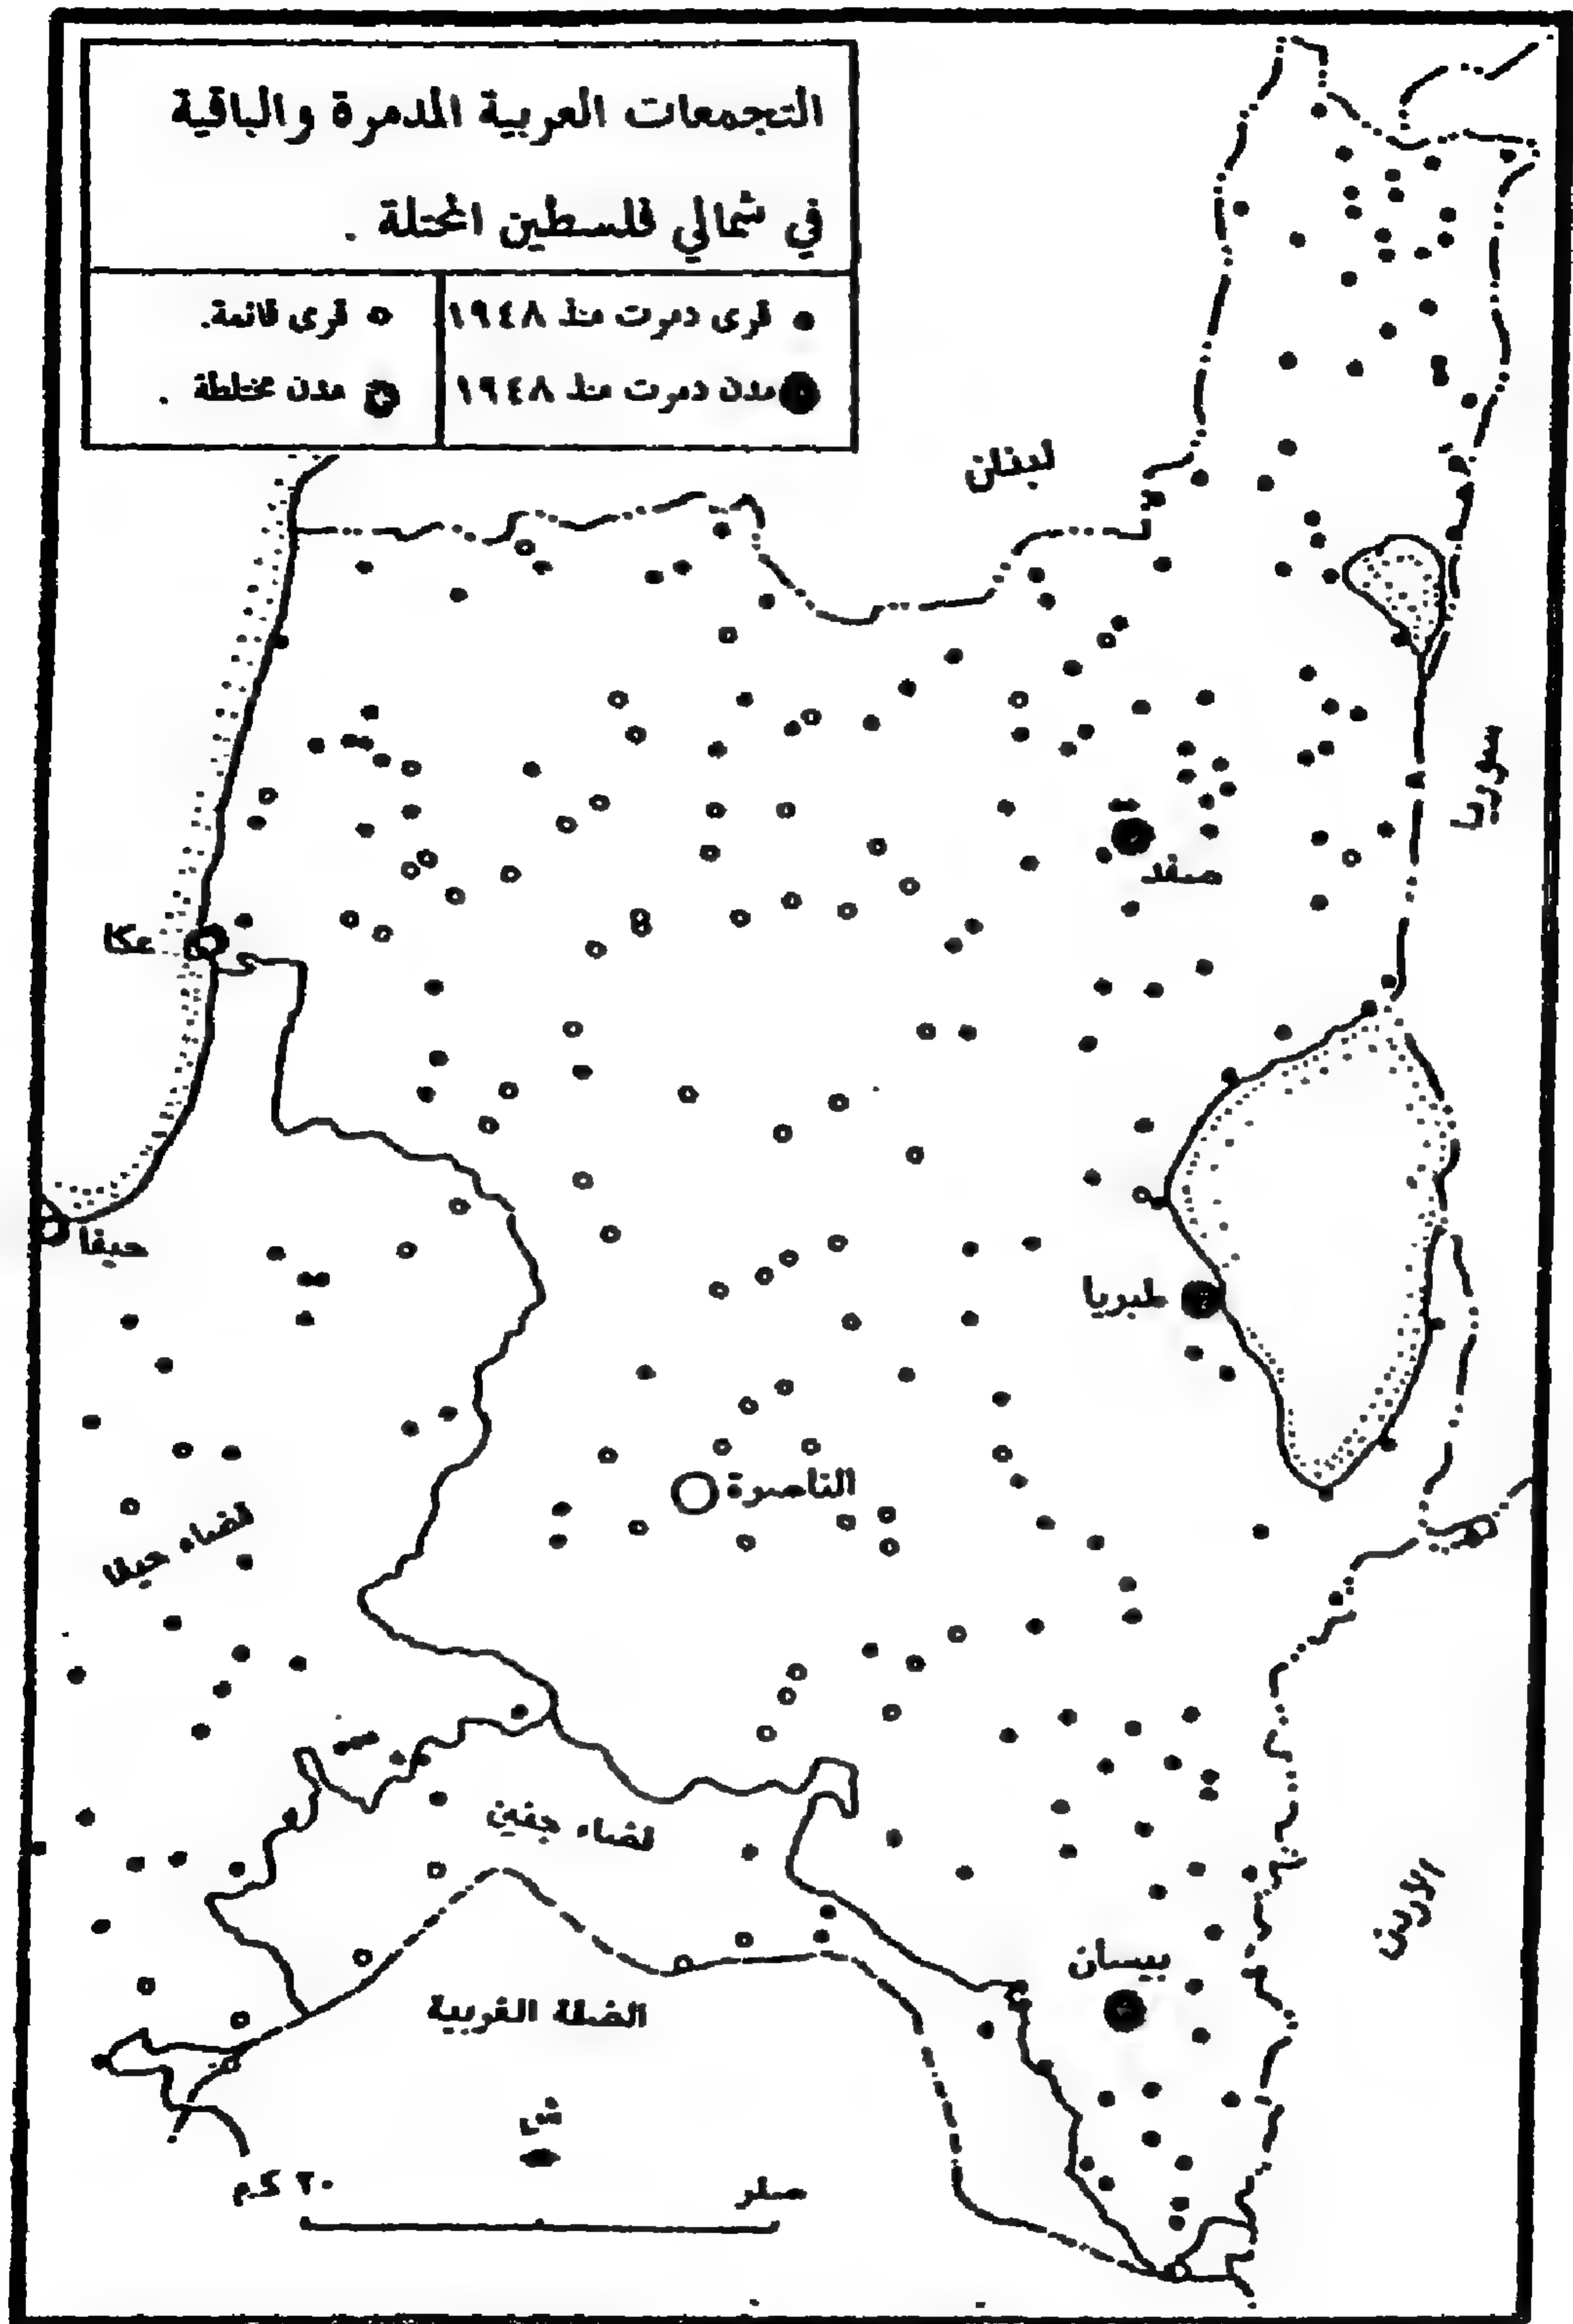 التجمعات العربية المدمرة والباقية
في شمالي فلسطين المحتلة .
قرى دمرت منذ ١٩٤٨
قرى قائمة.
مدن دمرت منذ ١٩٤٨
مدن مختلطة .
لبنان
سوريا
صفد
عكا
حيفا
طبريا
الناصرة
قضاء حيفا
قضاء جنين
الاردن
بيسان
الضفة الغربية
ش
صفر
٢٠ كم